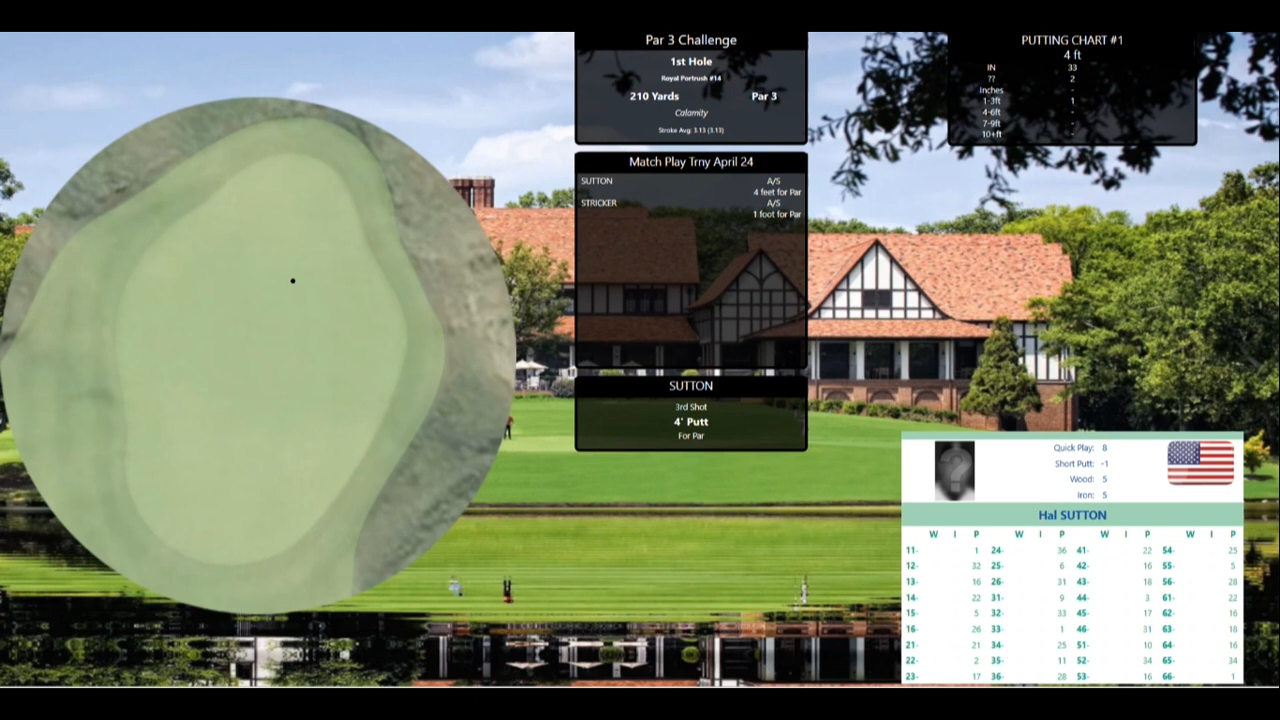 Par 3 Challenge
1st Hole
Royal Portrush #14
210 Yards Par 3
Calamity
Stroke Avg: 3.13 (3.13)
Match Play Trny April 24
SUTTON A/S
4 feet for Par
STRICKER A/S
1 foot for Par
SUTTON
3rd Shot
4' Putt
For Par
PUTTING CHART #1
4 ft
IN 33
?? 2
Inches -
1-3ft 1
4-6ft -
7-9ft -
10+ft -
?
Quick Play: 8
Short Putt: -1
Wood: 5
Iron: 5
Hal SUTTON
W I P W I P W I P W I P
11- 1 24- 36 41- 22 54- 25
12- 32 25- 6 42- 16 55- 5
13- 16 26- 31 43- 18 56- 28
14- 22 31- 9 44- 3 61- 22
15- 5 32- 33 45- 17 62- 16
16- 26 33- 1 46- 31 63- 18
21- 21 34- 25 51- 10 64- 16
22- 2 35- 11 52- 34 65- 34
23- 17 36- 28 53- 16 66- 1